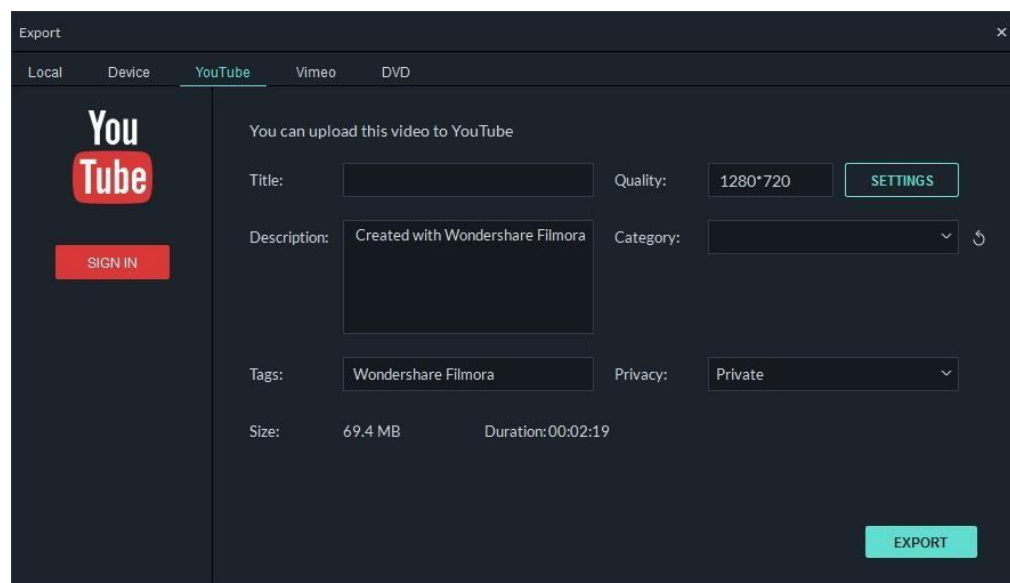 Export
Local Device YouTube Vimeo DVD
You
Tube
SIGN IN
You can upload this video to YouTube
Title: Quality: 1280*720 SETTINGS
Description: Created with Wondershare Filmora Category:
Tags: Wondershare Filmora Privacy: Private
Size: 69.4 MB Duration:00:02:19
EXPORT